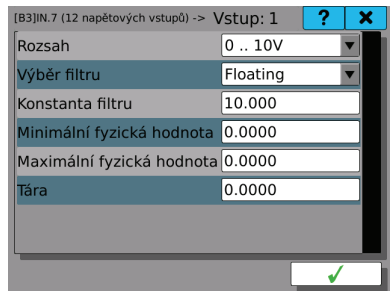 [B3]IN.7 (12 napěťových vstupů) -> Vstup: 1 ?
Rozsah 0 .. 10V
Výběr filtru Floating
Konstanta filtru 10.000
Minimální fyzická hodnota 0.0000
Maximální fyzická hodnota 0.0000
Tára 0.0000